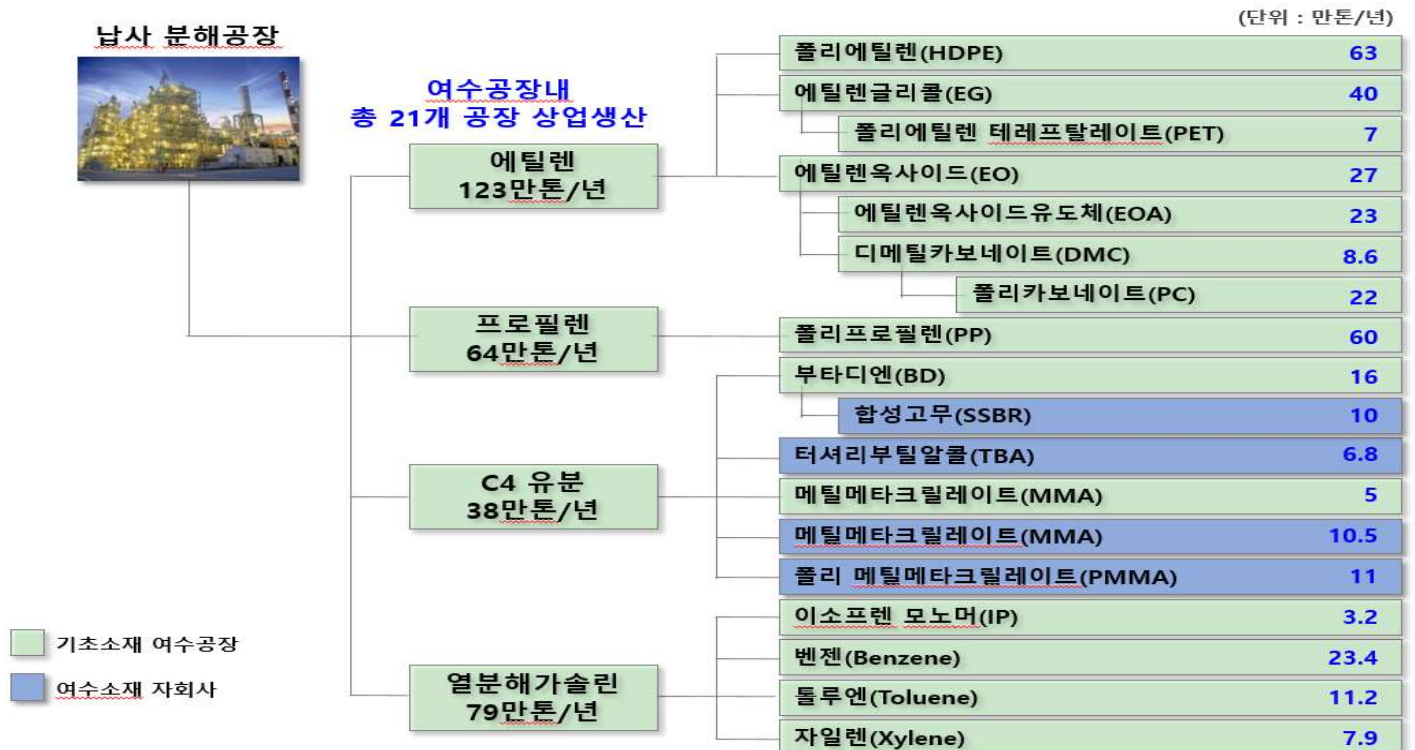 (단위 : 만톤/년)
납사 분해공장
여수공장내
총 21개 공장 상업생산
에틸렌
123만톤/년
폴리에틸렌(HDPE) 63
에틸렌글리콜(EG) 40
폴리에틸렌 테레프탈레이트(PET) 7
에틸렌옥사이드(EO) 27
에틸렌옥사이드유도체(EOA) 23
디메틸카보네이트(DMC) 8.6
폴리카보네이트(PC) 22
프로필렌
64만톤/년
폴리프로필렌(PP) 60
C4 유분
38만톤/년
부타디엔(BD) 16
합성고무(SSBR) 10
터셔리부틸알콜(TBA) 6.8
메틸메타크릴레이트(MMA) 5
메틸메타크릴레이트(MMA) 10.5
폴리 메틸메타크릴레이트(PMMA) 11
열분해가솔린
79만톤/년
이소프렌 모노머(IP) 3.2
벤젠(Benzene) 23.4
톨루엔(Toluene) 11.2
자일렌(Xylene) 7.9
기초소재 여수공장
여수소재 자회사